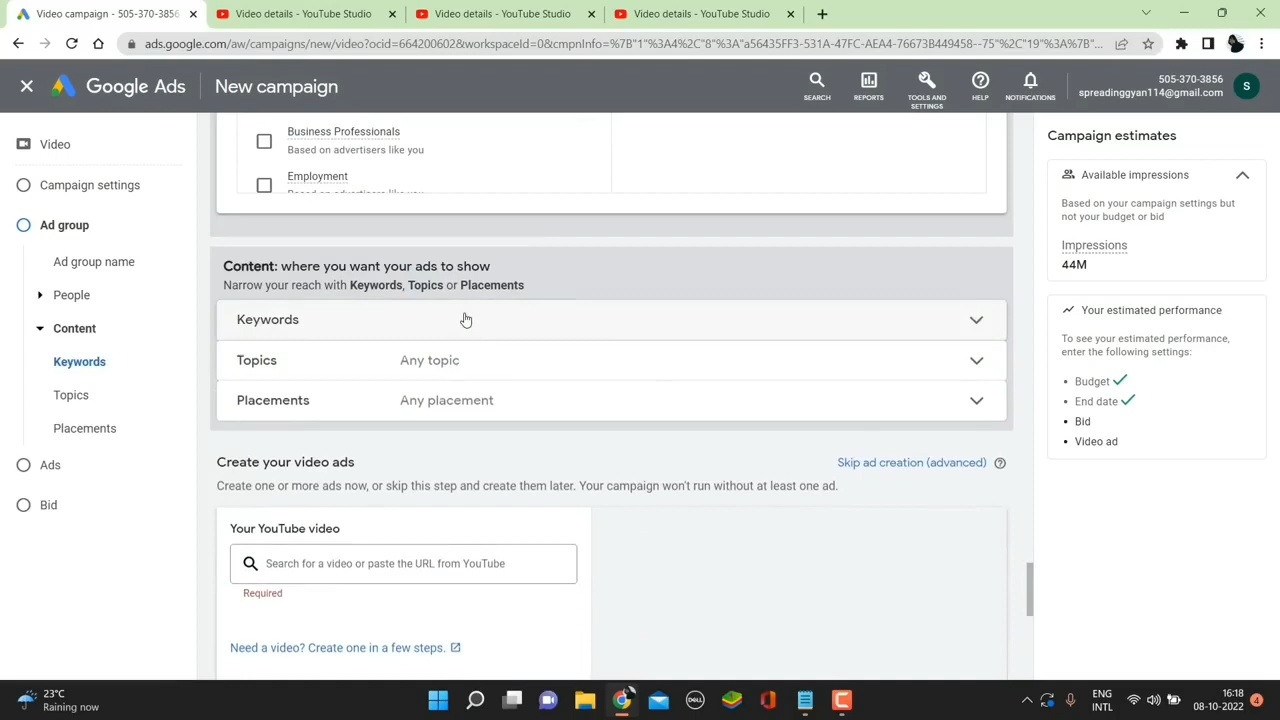 Video campaign - 505-370-3856
Video details - YouTube Studio
Video details - YouTube Studio
Video details - YouTube Studio
ads.google.com/aw/campaigns/new/video?ocid=664200602&workspaceId=0&cmpnInfo=%7B"1"%3A4%2C"8"%3A"a56435FF3-531A-47FC-AEA4-76673B449458--75"%2C"19"%3A%7B"...
Google Ads
New campaign
SEARCH
REPORTS
TOOLS AND
SETTINGS
HELP
NOTIFICATIONS
505-370-3856
spreadinggyan114@gmail.com
S
Video
Campaign settings
Ad group
Ad group name
People
Content
Keywords
Topics
Placements
Ads
Bid
Business Professionals
Based on advertisers like you
Employment
Based on advertisers like you
Content: where you want your ads to show
Narrow your reach with Keywords, Topics or Placements
Keywords
Topics Any topic
Placements Any placement
Create your video ads
Skip ad creation (advanced)
Create one or more ads now, or skip this step and create them later. Your campaign won't run without at least one ad.
Your YouTube video
Search for a video or paste the URL from YouTube
Required
Need a video? Create one in a few steps.
Campaign estimates
Available impressions
Based on your campaign settings but
not your budget or bid
Impressions
44M
Your estimated performance
To see your estimated performance,
enter the following settings:
• Budget
• End date
• Bid
• Video ad
23°C
Raining now
DELL
ENG
INTL
16:18
08-10-2022
4